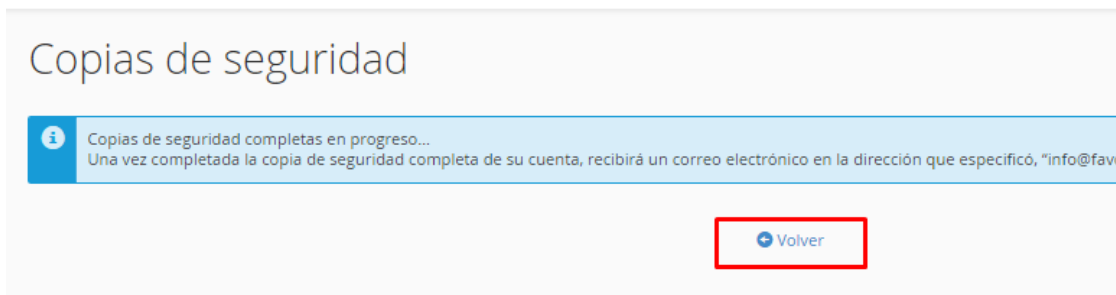 Copias de seguridad
Copias de seguridad completas en progreso...
Una vez completada la copia de seguridad completa de su cuenta, recibirá un correo electrónico en la dirección que especificó, "info@fav
Volver